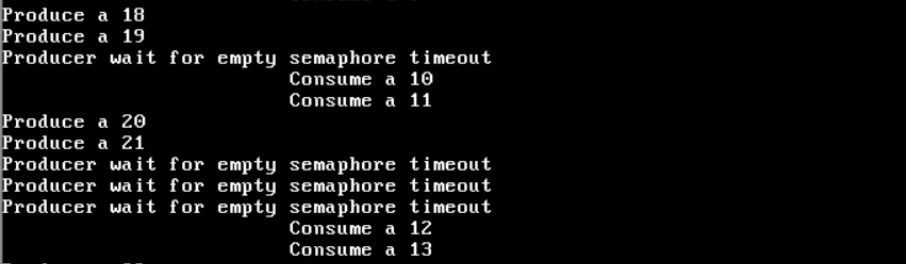 Produce a 18
Produce a 19
Producer wait for empty semaphore timeout
Consume a 10
Consume a 11
Produce a 20
Produce a 21
Producer wait for empty semaphore timeout
Producer wait for empty semaphore timeout
Producer wait for empty semaphore timeout
Consume a 12
Consume a 13